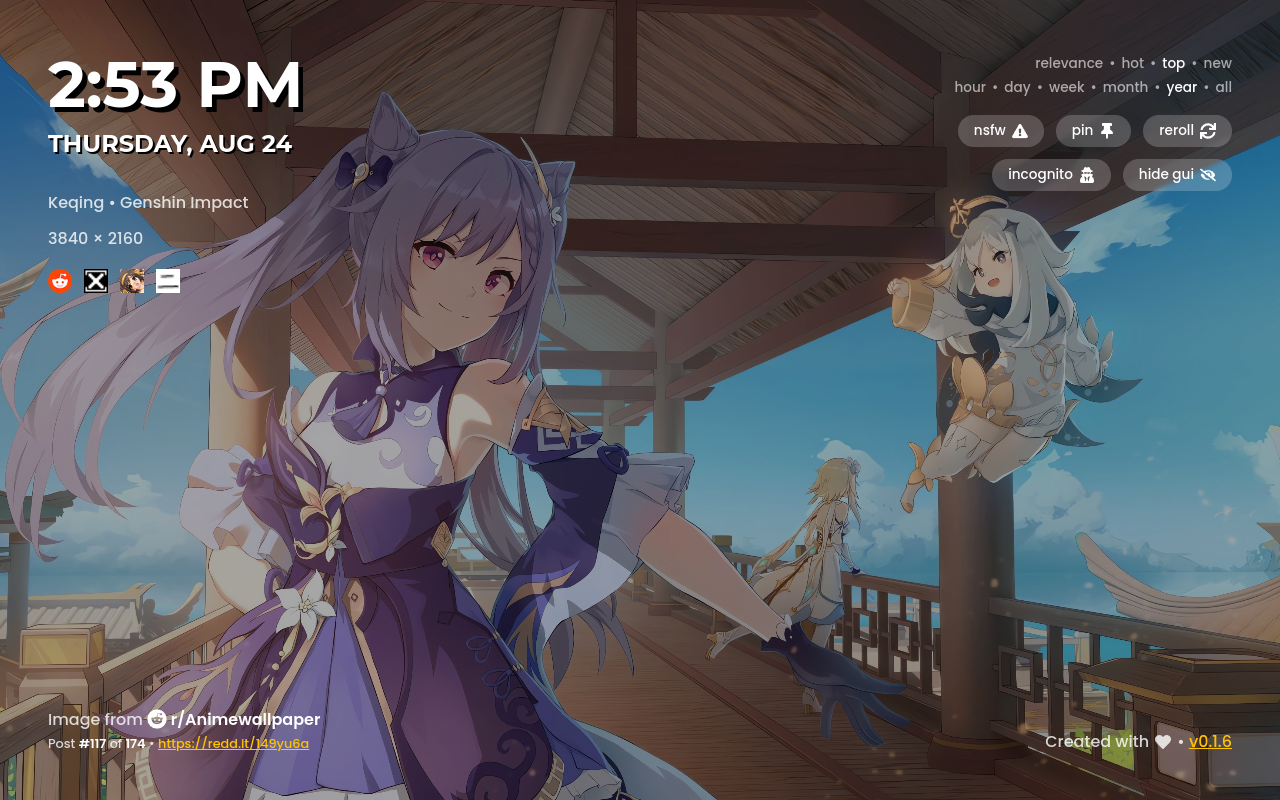 2:53 PM
THURSDAY, AUG 24
Keqing • Genshin Impact
3840 × 2160
relevance • hot • top • new
hour • day • week • month • year • all
nsfw
pin
reroll
incognito
hide gui
Image from r/Animewallpaper
Post #117 of 174 • https://redd.it/149yu6a
Created with • v0.1.6